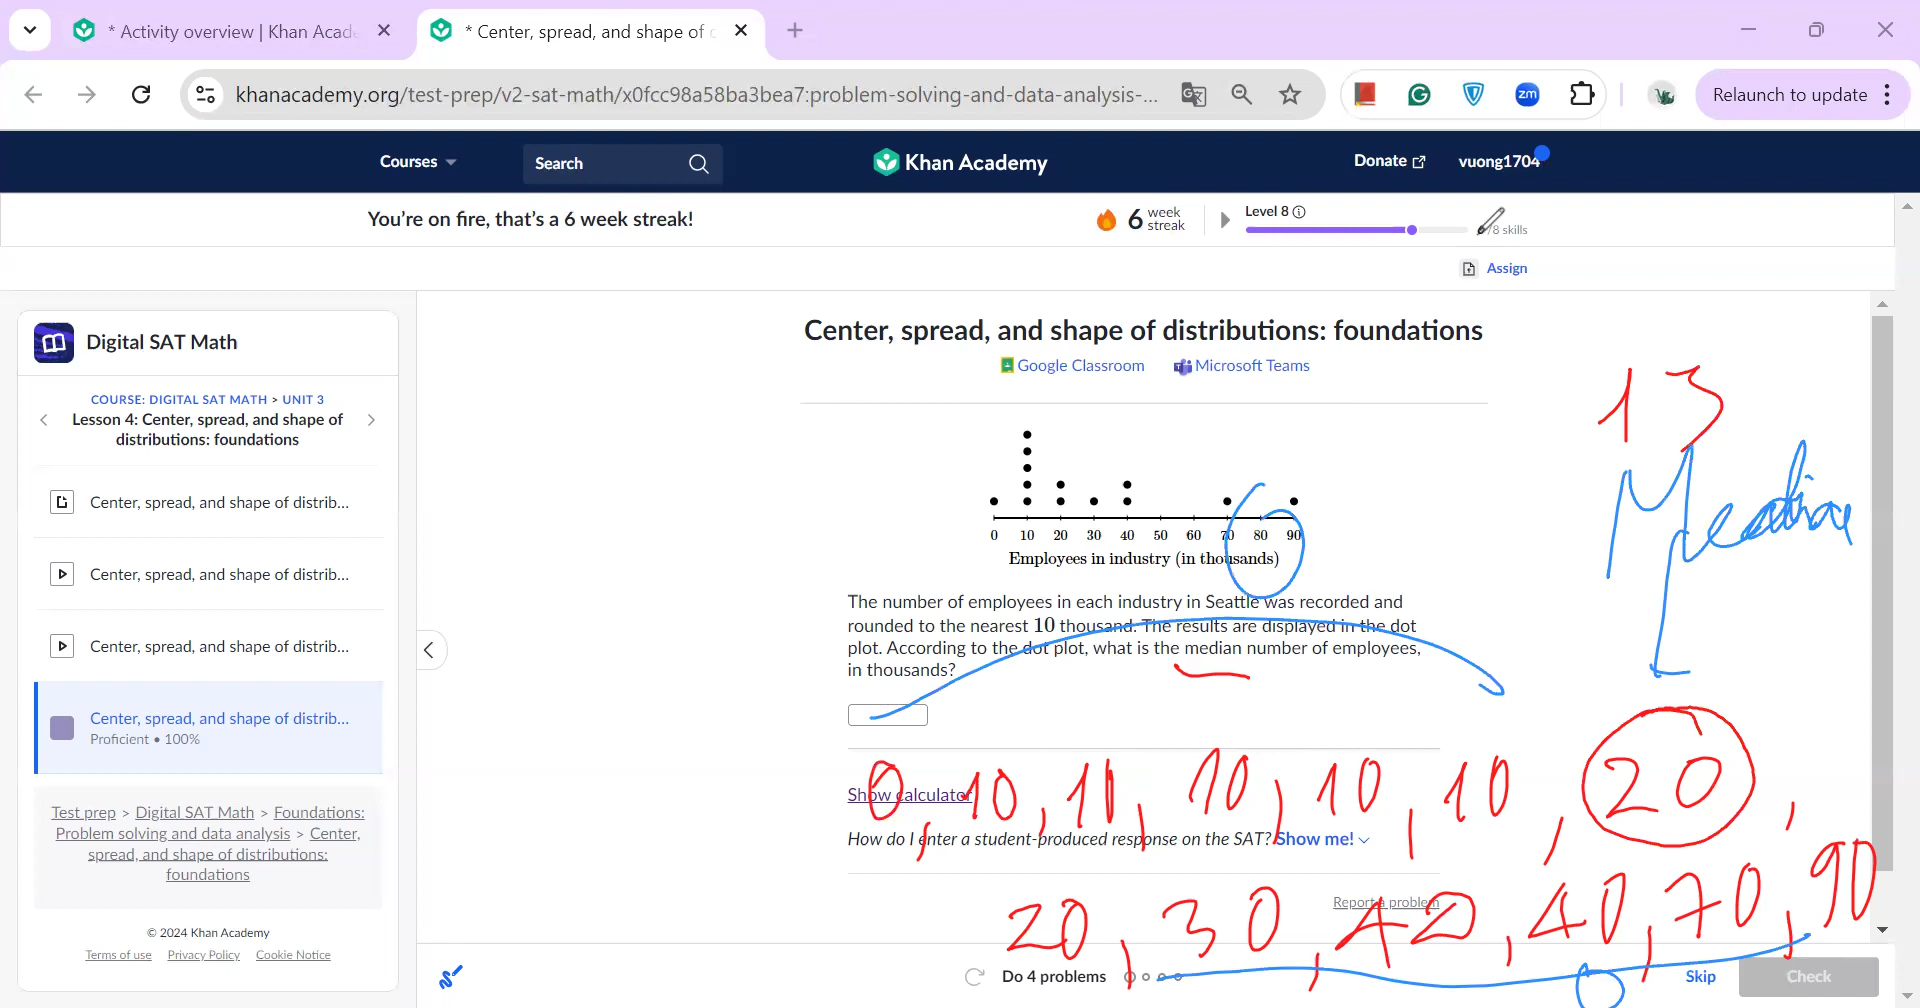 * Activity overview | Khan Acade
* Center, spread, and shape of d
khanacademy.org/test-prep/v2-sat-math/x0fcc98a58ba3bea7:problem-solving-and-data-analysis-...
zm
Relaunch to update
Courses
Search
Khan Academy
Donate
vuong1704
You're on fire, that's a 6 week streak!
6 week streak
Level 8
/8 skills
Assign
Digital SAT Math
COURSE: DIGITAL SAT MATH > UNIT 3
Lesson 4: Center, spread, and shape of
distributions: foundations
Center, spread, and shape of distrib...
Center, spread, and shape of distrib...
Center, spread, and shape of distrib...
Center, spread, and shape of distrib...
Proficient • 100%
Test prep > Digital SAT Math > Foundations:
Problem solving and data analysis > Center,
spread, and shape of distributions:
foundations
© 2024 Khan Academy
Terms of use Privacy Policy Cookie Notice
Center, spread, and shape of distributions: foundations
Google Classroom Microsoft Teams
13
0 10 20 30 40 50 60 70 80 90
Employees in industry (in thousands)
The number of employees in each industry in Seattle was recorded and
rounded to the nearest 10 thousand. The results are displayed in the dot
plot. According to the dot plot, what is the median number of employees,
in thousands?
0, 10, 10, 10, 10, 10, 20,
Show calculator
How do I enter a student-produced response on the SAT? Show me!
Report a problem
20, 30, 40, 40, 70, 90
Do 4 problems
Skip
Check